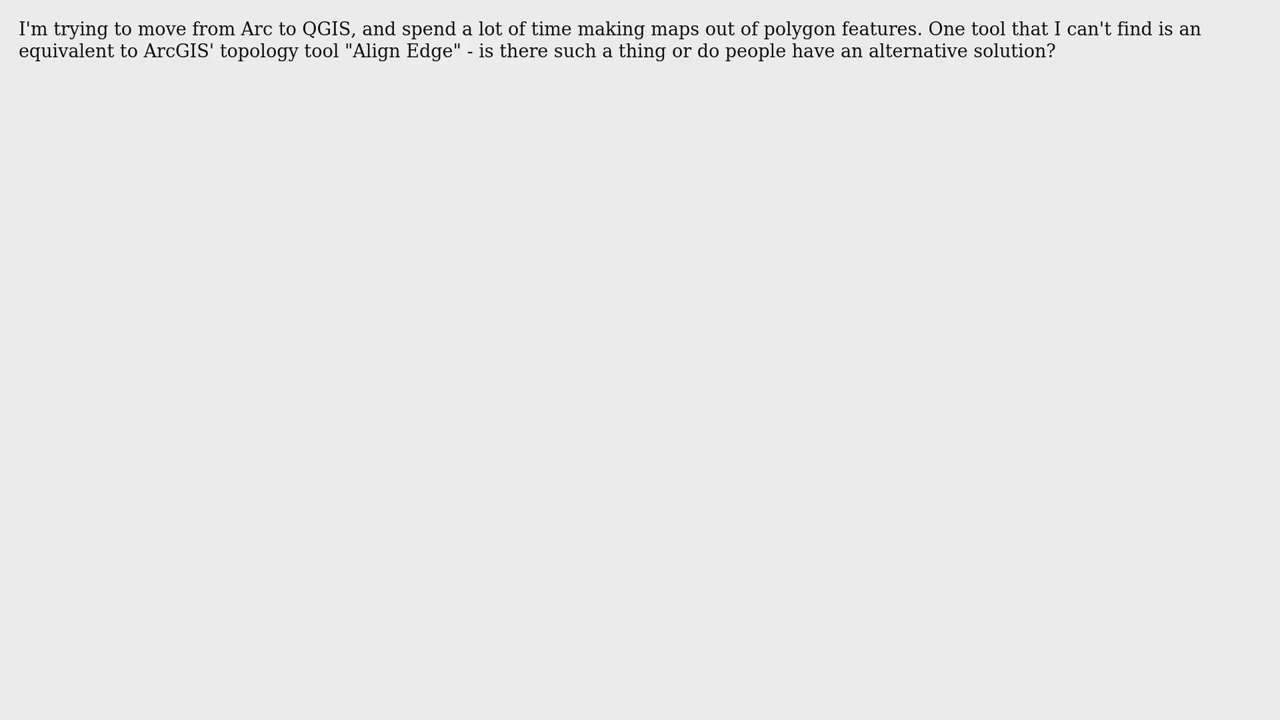 I'm trying to move from Arc to QGIS, and spend a lot of time making maps out of polygon features. One tool that I can't find is an
equivalent to ArcGIS' topology tool "Align Edge" - is there such a thing or do people have an alternative solution?